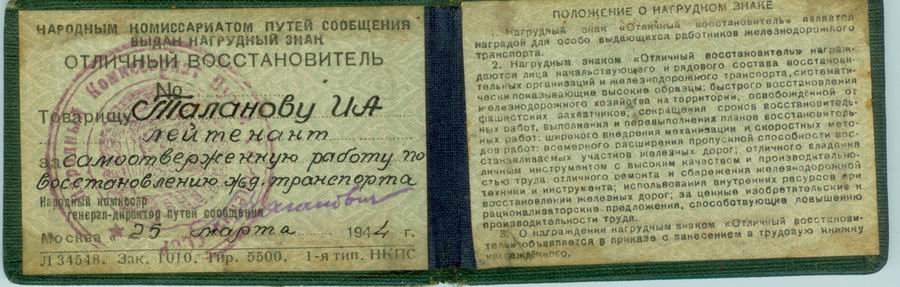 НАРОДНЫМ КОМИССАРИАТОМ ПУТЕЙ СООБЩЕНИЯ
ВЫДАН НАГРУДНЫЙ ЗНАК
ОТЛИЧНЫЙ ВОССТАНОВИТЕЛЬ
№
Товарищу Таланову ИА
лейтенант
за самоотверженную работу по
восстановлению ж.д. транспорта
Народный комиссар
генерал-директор путей сообщения
Москва « 25 марта 1944 г.
Л 34548. Зак. 1010. Тир. 5500. 1-я тип. НКПС
ПОЛОЖЕНИЕ О НАГРУДНОМ ЗНАКЕ
1. Нагрудный знак «Отличный восстановитель» является
наградой для особо выдающихся работников железнодорожного
транспорта.
2. Нагрудным знаком «Отличный восстановитель» награж-
даются лица начальствующего и рядового состава восстанови-
тельных организаций и железнодорожного транспорта, системати-
чески показывающие высокие образцы: быстрого восстановления
железнодорожного хозяйства на территории, освобожденной от
фашистских захватчиков, сокращения сроков восстановитель-
ных работ, выполнения и перевыполнения планов восстановитель-
ных работ; широкого внедрения механизации и скоростных мето-
дов работ; всемерного расширения пропускной способности вос-
станавливаемых участков железных дорог; отличного владения
личным инструментом с высоким качеством и производительно-
стью труда; отличного ремонта и сбережения железнодорожной
техники и инструмента; использования внутренних ресурсов при
восстановлении железных дорог; за ценные изобретательские и
рационализаторские предложения, способствующие повышению
производительности труда.
3. О награждении нагрудным знаком «Отличный восстанови-
тель» объявляется в приказе с занесением в трудовую книжку
награждённого.